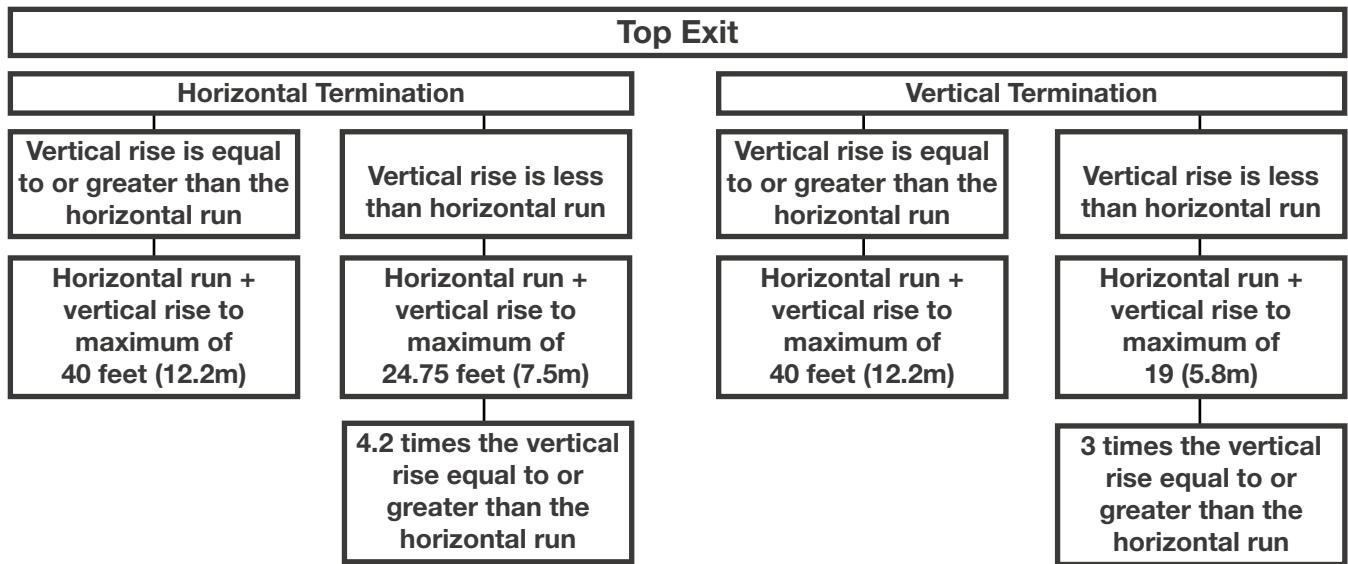 Top Exit
Horizontal Termination
Vertical rise is equal
to or greater than the
horizontal run
Vertical rise is less
than horizontal run
Horizontal run +
vertical rise to
maximum of
40 feet (12.2m)
Horizontal run +
vertical rise to
maximum of
24.75 feet (7.5m)
4.2 times the vertical
rise equal to or
greater than the
horizontal run
Vertical Termination
Vertical rise is equal
to or greater than the
horizontal run
Vertical rise is less
than horizontal run
Horizontal run +
vertical rise to
maximum of
40 feet (12.2m)
Horizontal run +
vertical rise to
maximum of
19 (5.8m)
3 times the vertical
rise equal to or
greater than the
horizontal run